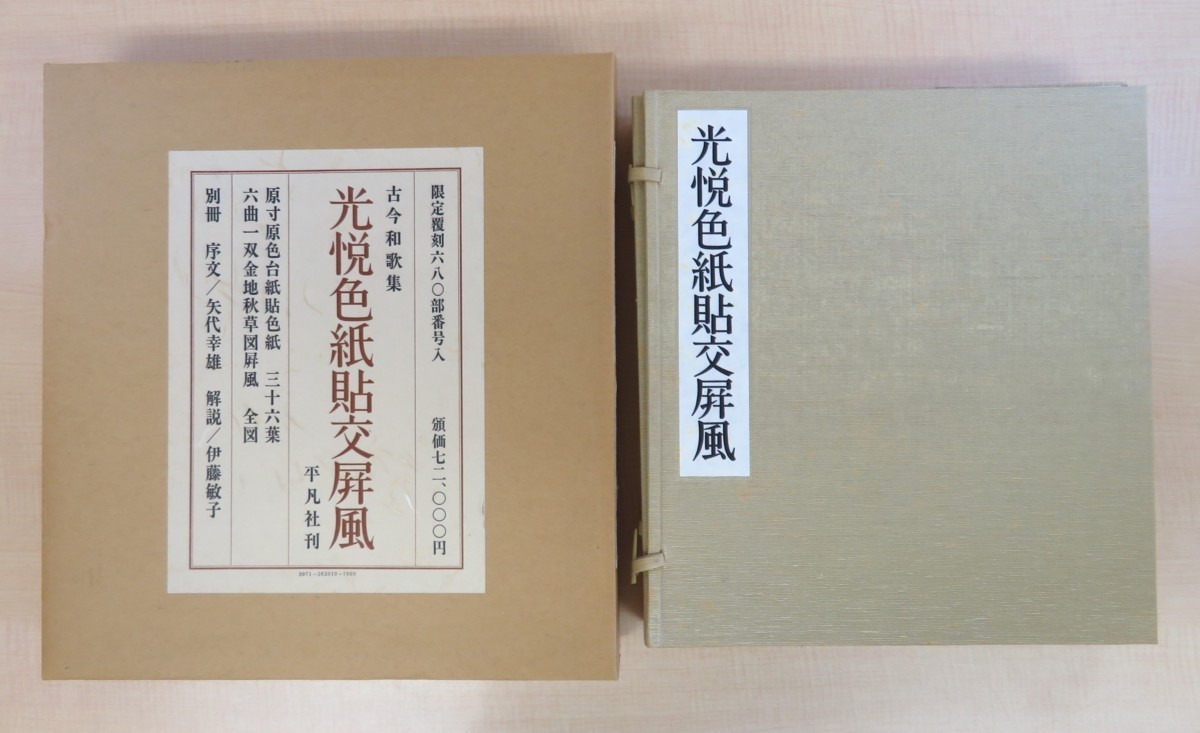 限定覆刻六八〇部番号入　頒価七二、〇〇〇円
古今和歌集
光悦色紙貼交屛風
平凡社刊
原寸原色台紙貼色紙　三十六葉
六曲一双金地秋草図屛風　全図
別冊　序文／矢代幸雄　解説／伊藤敏子
光悦色紙貼交屛風